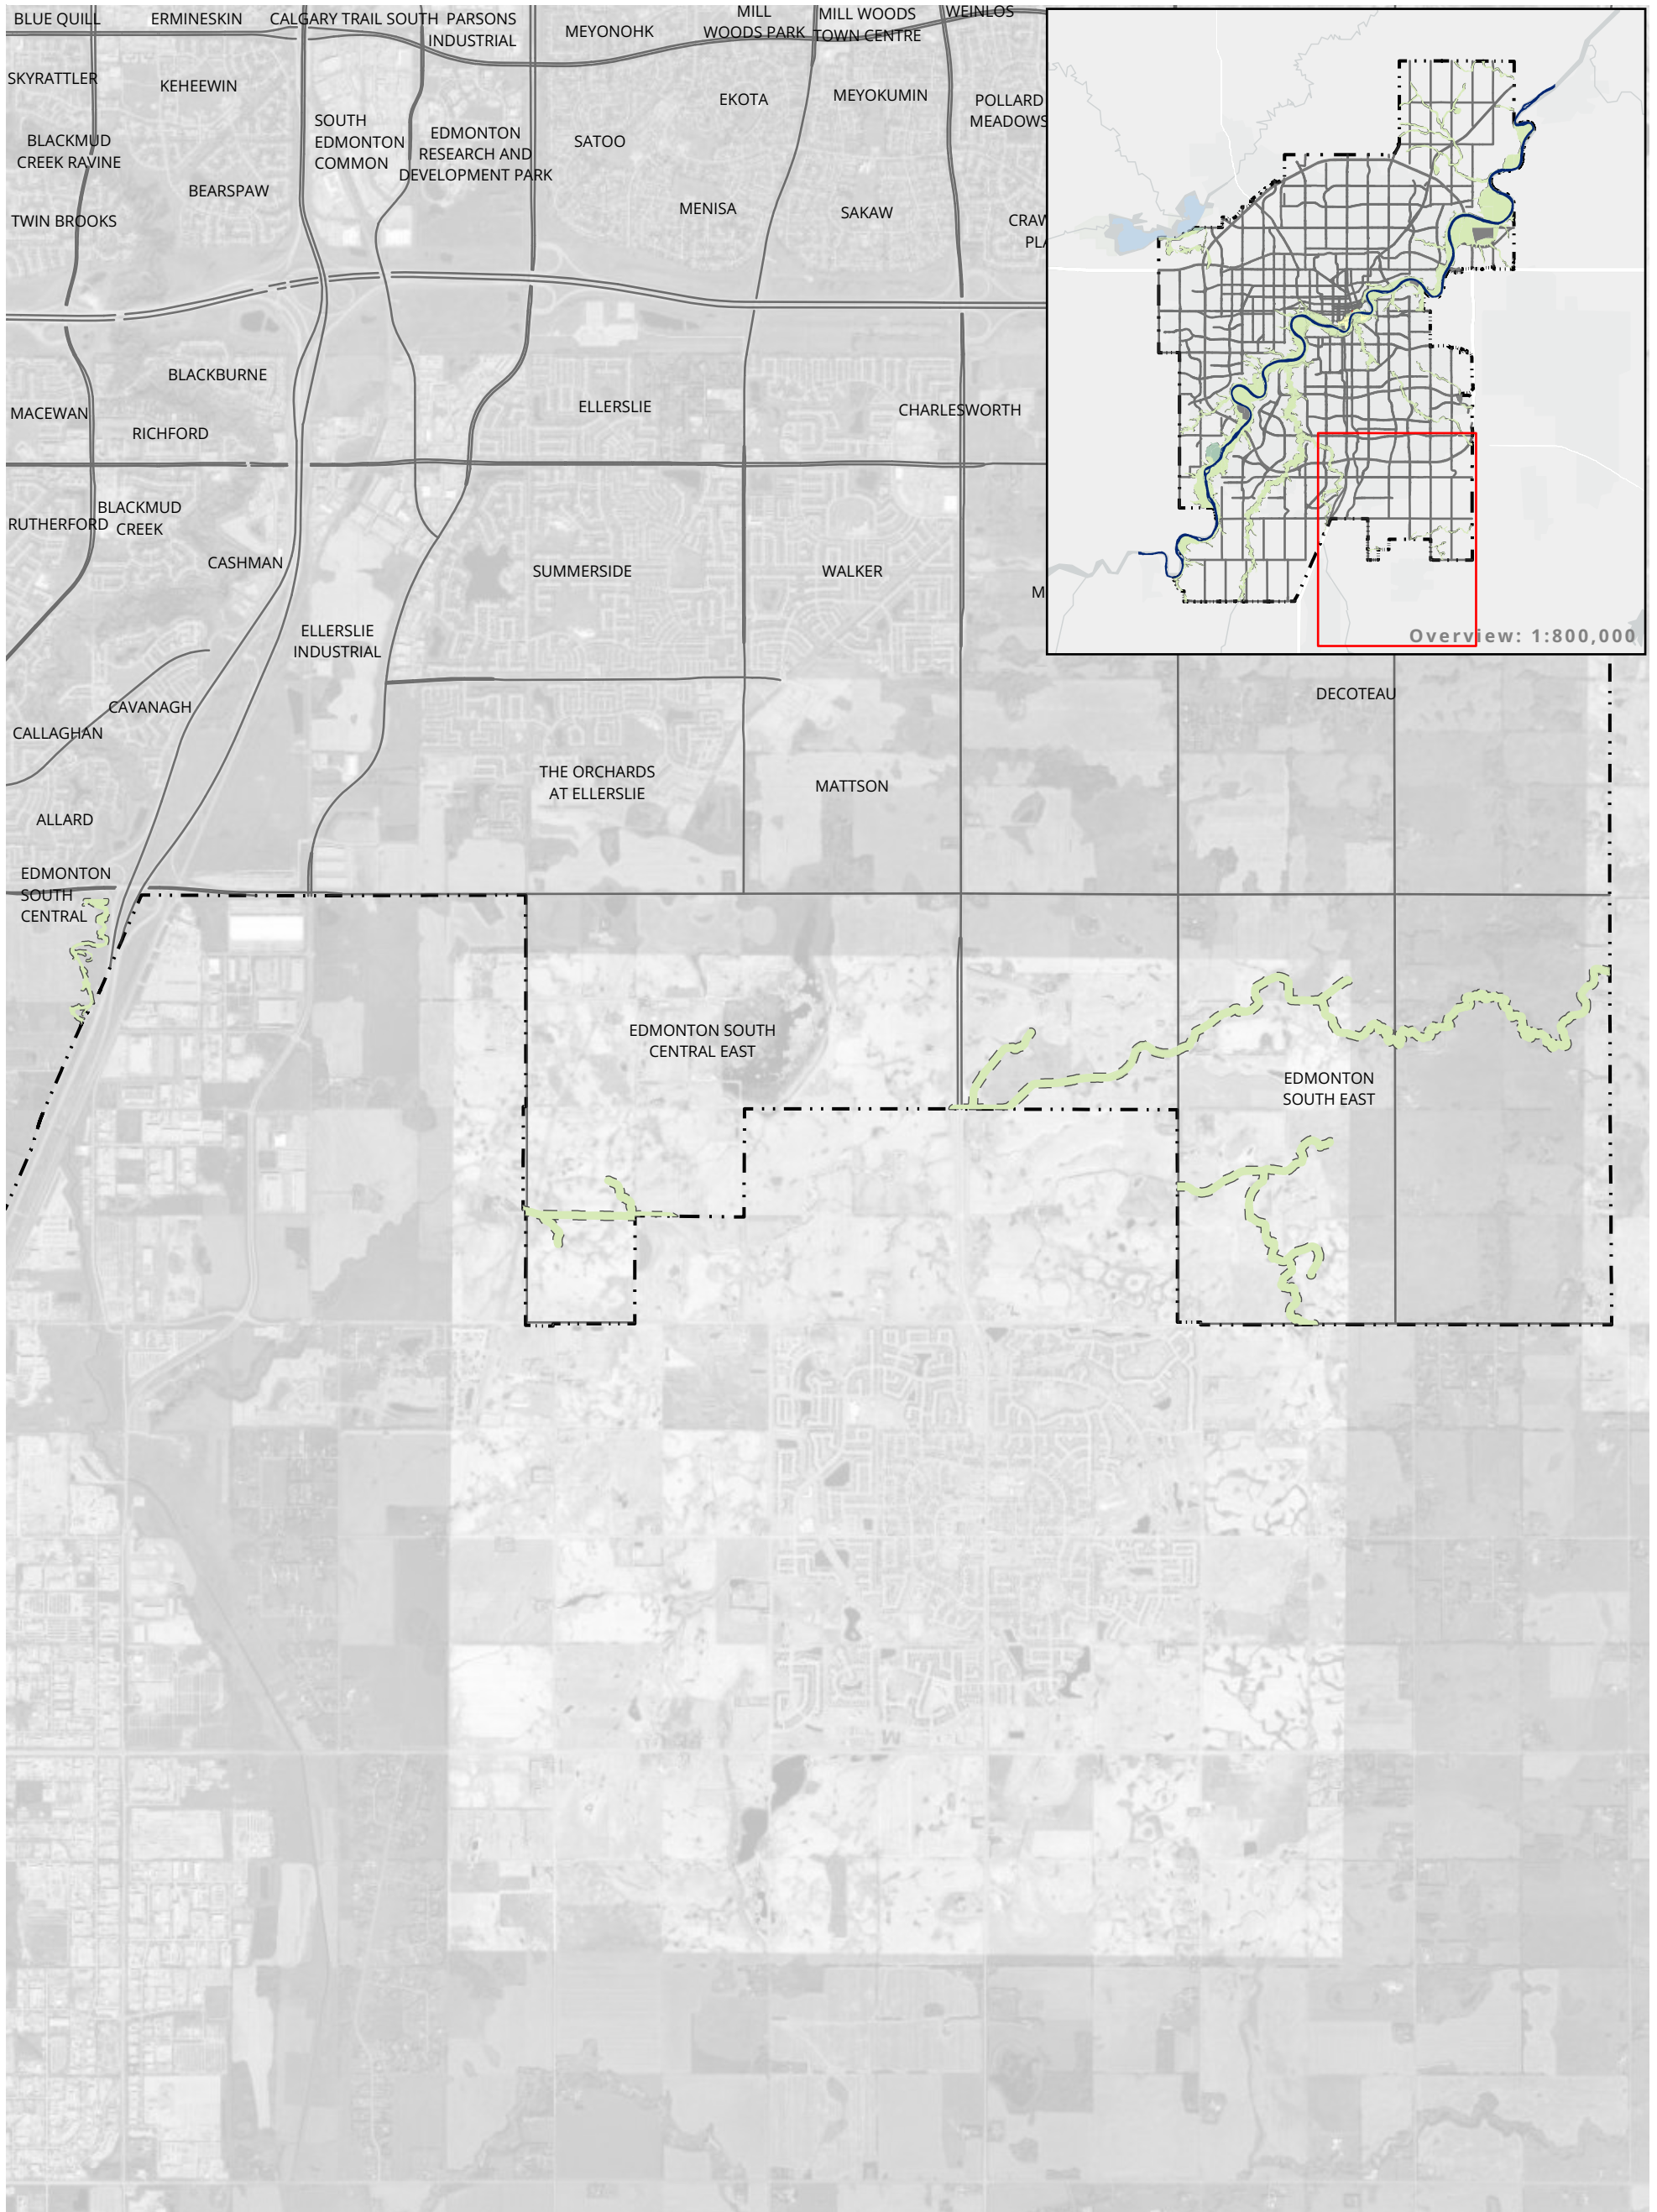 BLUE QUILL
ERMINESKIN
CALGARY TRAIL SOUTH
PARSONS
INDUSTRIAL
MEYONOHK
MILL
WOODS PARK
MILL WOODS
TOWN CENTRE
WEINLOS
SKYRATTLER
KEHEEWIN
EKOTA
MEYOKUMIN
POLLARD
MEADOWS
BLACKMUD
CREEK RAVINE
SOUTH
EDMONTON
COMMON
EDMONTON
RESEARCH AND
DEVELOPMENT PARK
SATOO
BEARSPAW
TWIN BROOKS
MENISA
SAKAW
CRAW
PLA
BLACKBURNE
MACEWAN
RICHFORD
ELLERSLIE
CHARLESWORTH
RUTHERFORD
BLACKMUD
CREEK
CASHMAN
SUMMERSIDE
WALKER
M
ELLERSLIE
INDUSTRIAL
Overview: 1:800,000
DECOTEAU
CAVANAGH
CALLAGHAN
THE ORCHARDS
AT ELLERSLIE
MATTSON
ALLARD
EDMONTON
SOUTH
CENTRAL
EDMONTON SOUTH
CENTRAL EAST
EDMONTON
SOUTH EAST